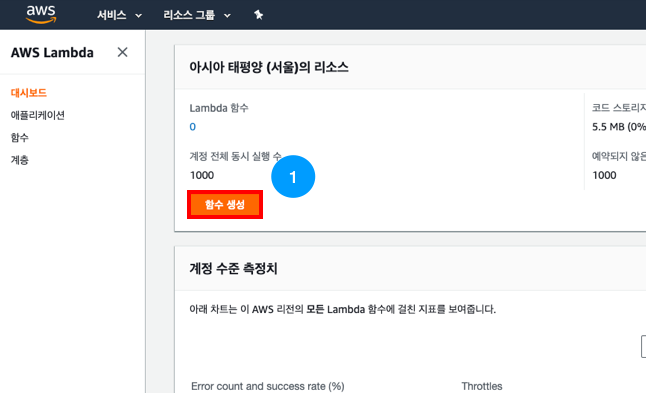 aws
서비스
리소스 그룹
AWS Lambda
대시보드
애플리케이션
함수
계층
아시아 태평양 (서울)의 리소스
Lambda 함수
0
코드 스토리지
5.5 MB (0%
계정 전체 동시 실행 수
1000
예약되지 않은
1000
1
함수 생성
계정 수준 측정치
아래 차트는 이 AWS 리전의 모든 Lambda 함수에 걸친 지표를 보여줍니다.
Error count and success rate (%)
Throttles